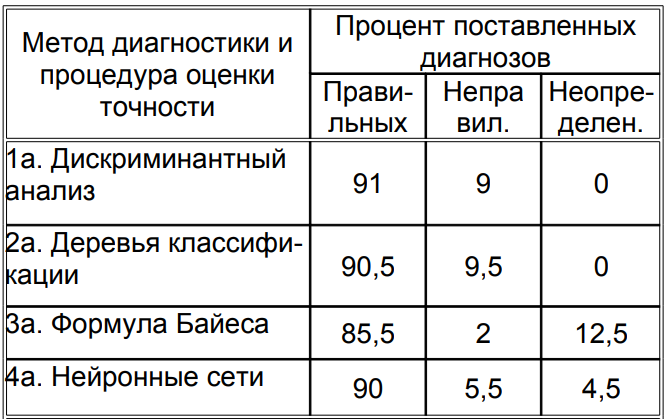 Метод диагностики и
процедура оценки
точности
Процент поставленных
диагнозов
Прави-
льных
Непра
вил.
Неопре-
делен.
1а. Дискриминантный
анализ
91
9
0
2а. Деревья классифи-
кации
90,5
9,5
0
3а. Формула Байеса
85,5
2
12,5
4а. Нейронные сети
90
5,5
4,5